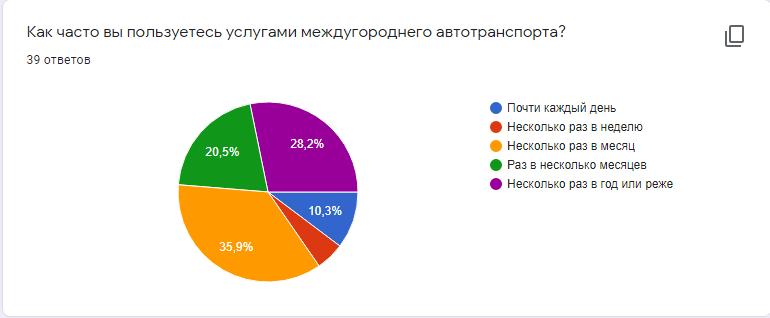 Как часто вы пользуетесь услугами междугороднего автотранспорта?
39 ответов
Почти каждый день
Несколько раз в неделю
Несколько раз в месяц
Раз в несколько месяцев
Несколько раз в год или реже
28,2%
20,5%
10,3%
35,9%